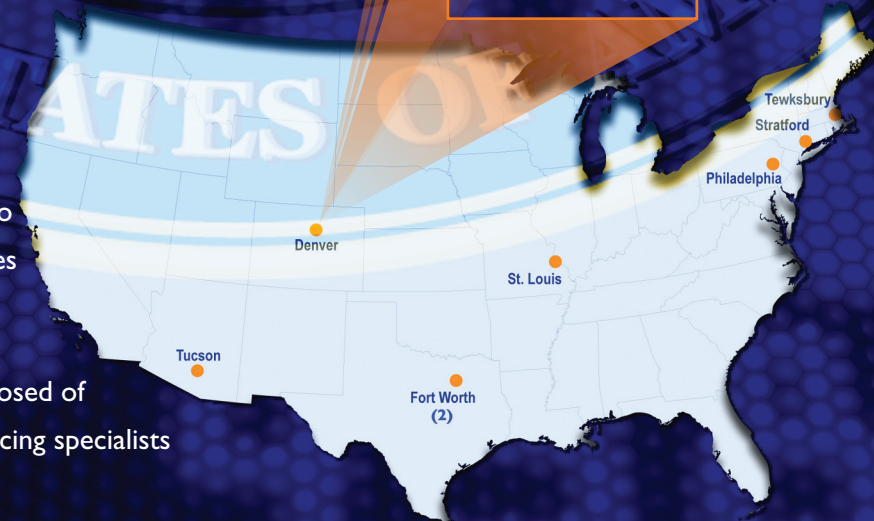 ATES OF
Tewksbury
Stratford
Philadelphia
Denver
St. Louis
Tucson
Fort Worth
(2)
o
es
osed of
cing specialists